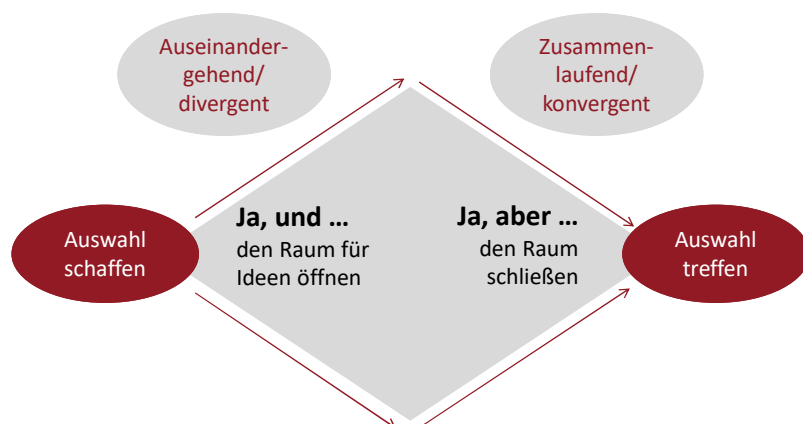 Auseinander-
gehend/
divergent
Zusammen-
laufend/
konvergent
Auswahl
schaffen
Ja, und ...
den Raum für
Ideen öffnen
Ja, aber ...
den Raum
schließen
Auswahl
treffen